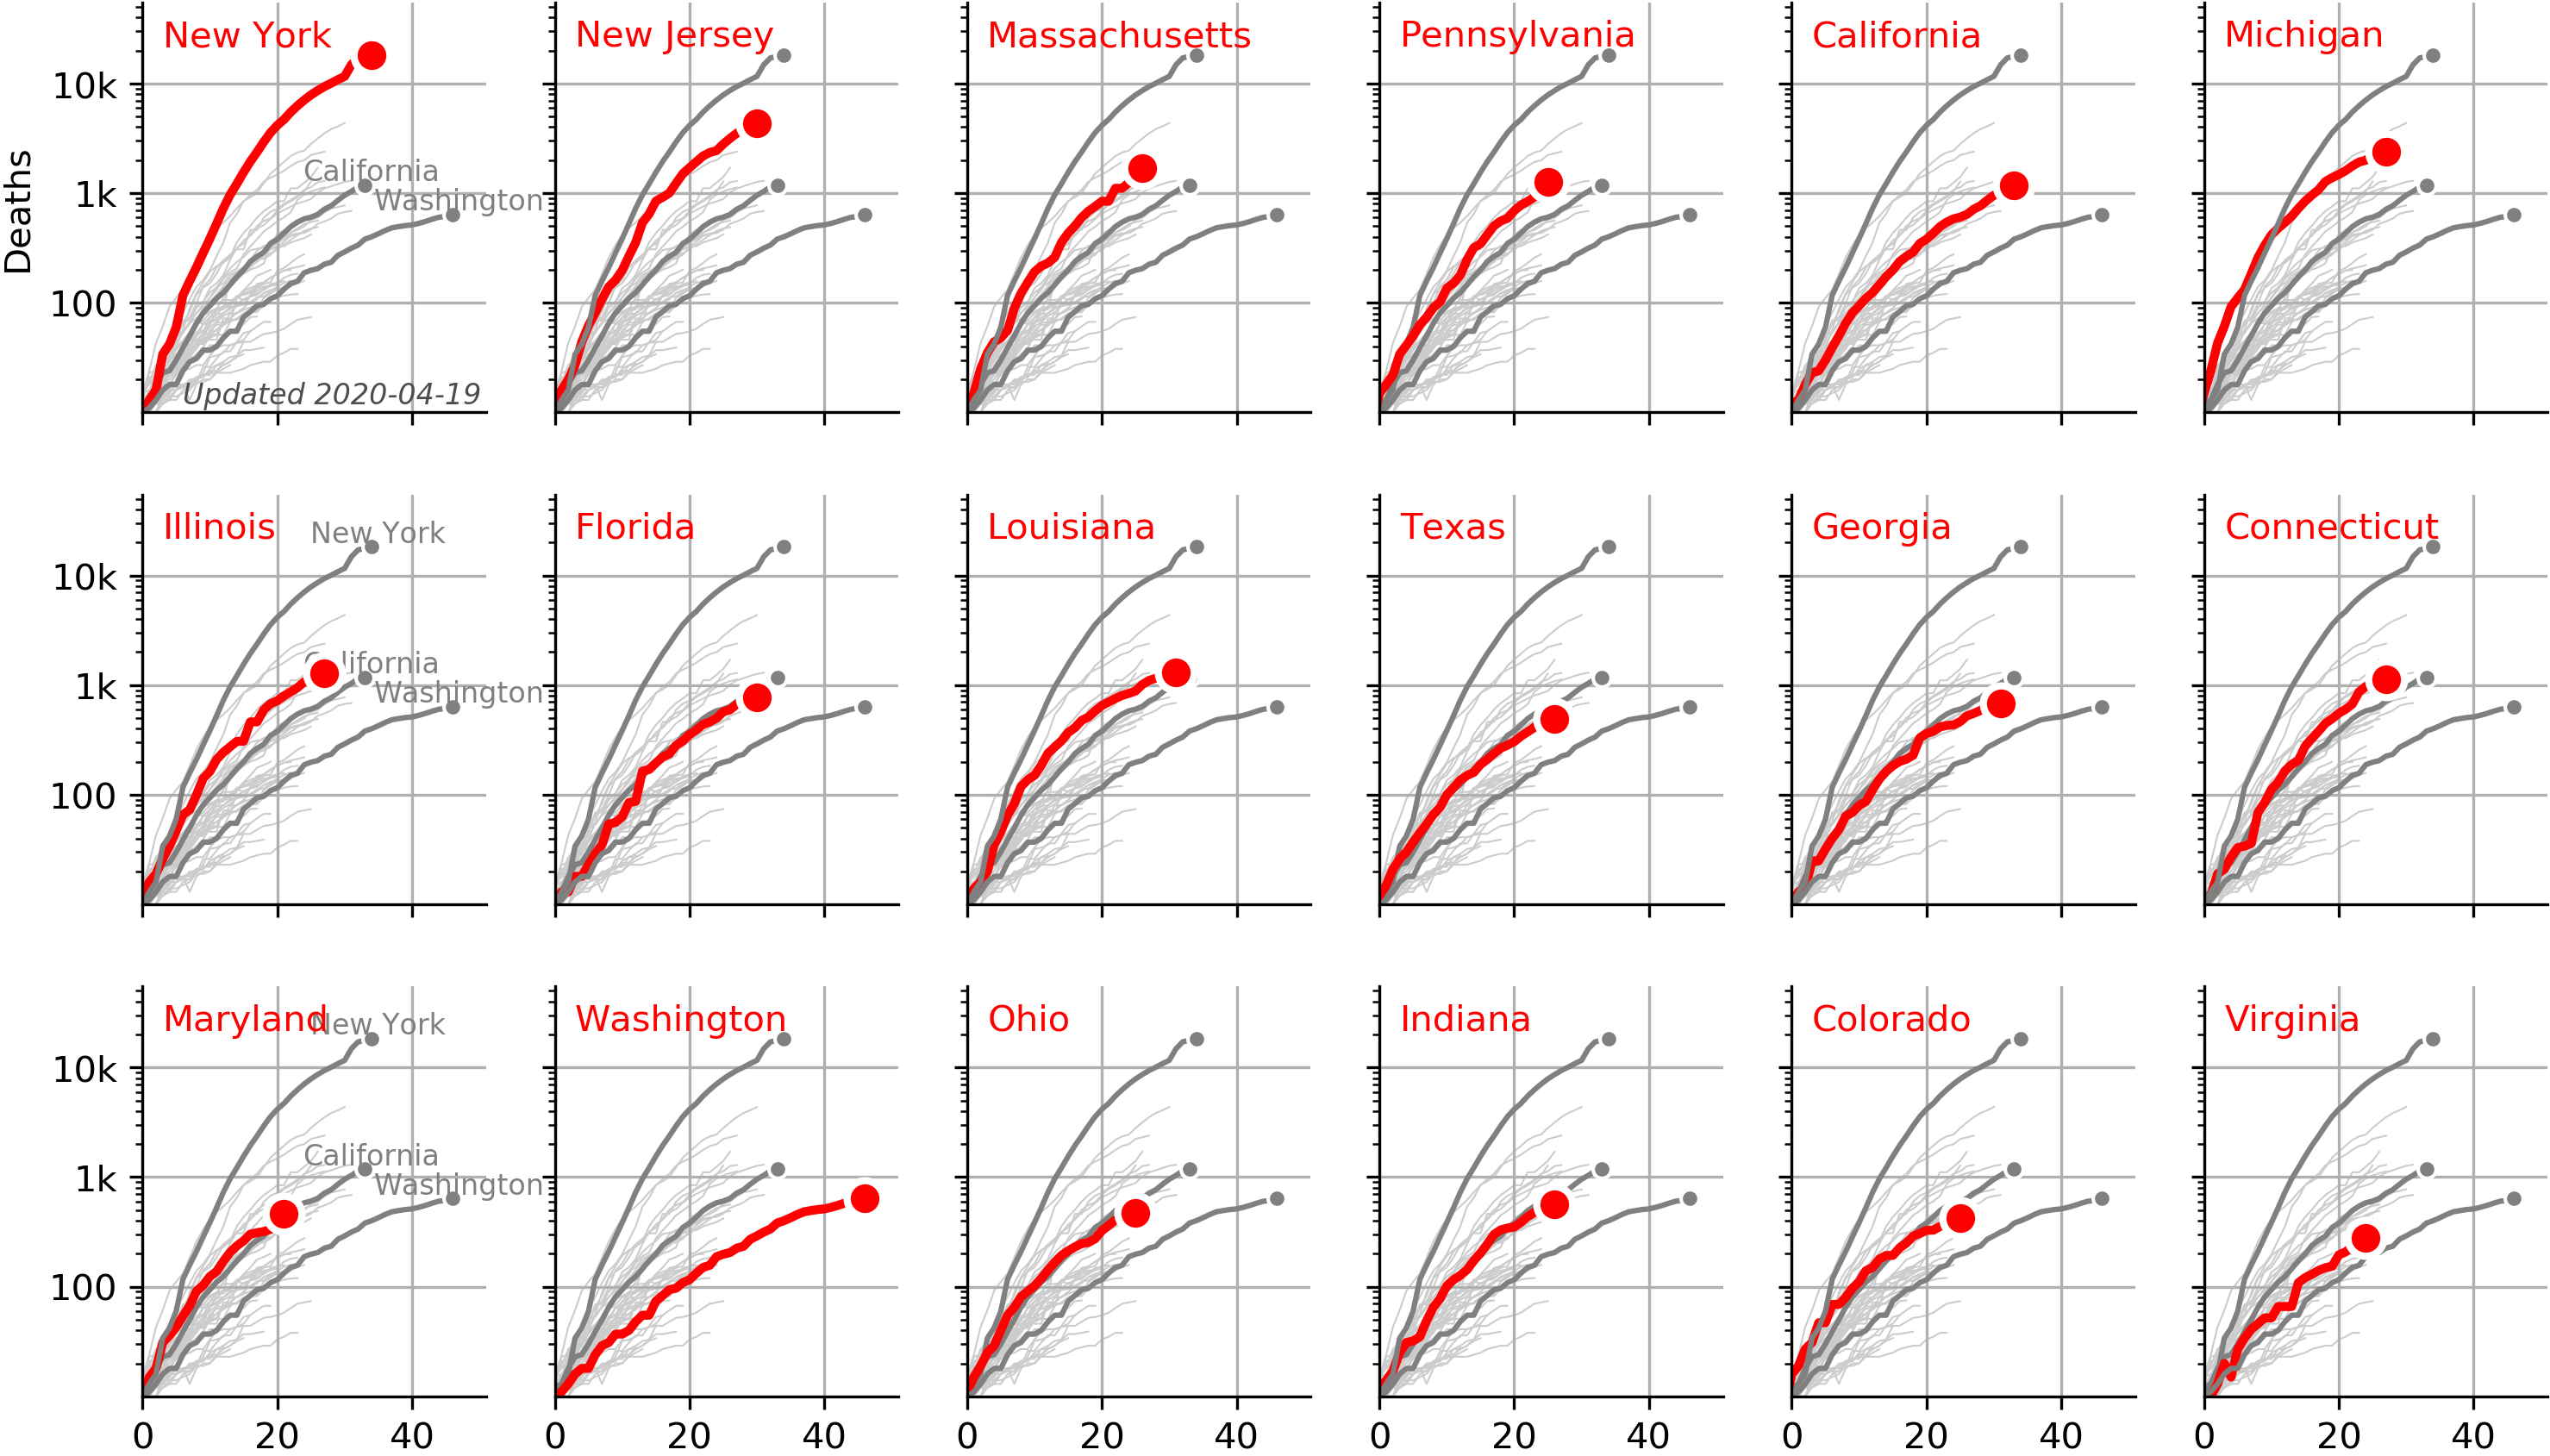 New York
New Jersey
Massachusetts
Pennsylvania
California
Michigan
10k
1k
100
Deaths
California
Washington
Updated 2020-04-19
Illinois
New York
Florida
Louisiana
Texas
Georgia
Connecticut
10k
1k
100
California
Washington
Maryland
New York
Washington
Ohio
Indiana
Colorado
Virginia
10k
1k
100
California
Washington
0 20 40
0 20 40
0 20 40
0 20 40
0 20 40
0 20 40